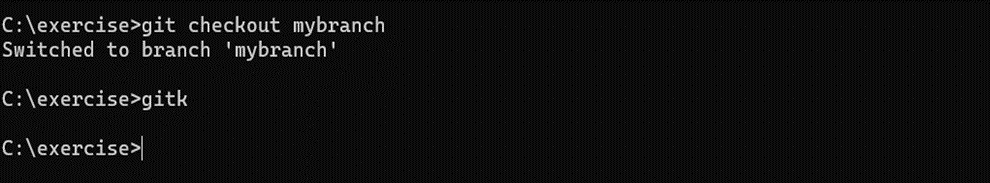 C:\exercise>git checkout mybranch
Switched to branch 'mybranch'
C:\exercise>gitk
C:\exercise>